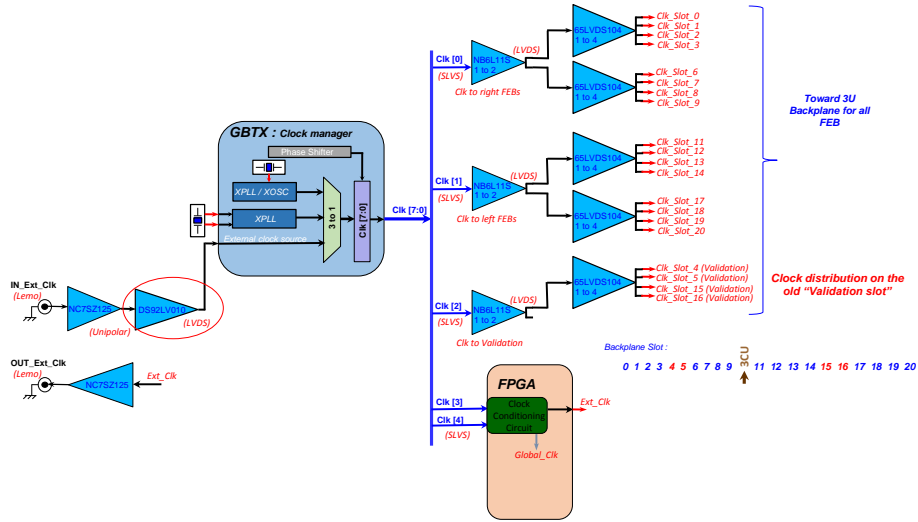 GBTX : Clock manager
Phase Shifter
XPLL / XOSC
XPLL
External clock source
3 to 1
Clk [7:0]
Clk [7:0]
IN_Ext_Clk
(Lemo)
NC7SZ125
(Unipolar)
DS92LV010
(LVDS)
OUT_Ext_Clk
(Lemo)
NC7SZ125
Ext_Clk
Clk [0]
(SLVS)
NB6L11S
1 to 2
(LVDS)
Clk to right FEBs
65LVDS104
1 to 4
Clk_Slot_0
Clk_Slot_1
Clk_Slot_2
Clk_Slot_3
65LVDS104
1 to 4
Clk_Slot_6
Clk_Slot_7
Clk_Slot_8
Clk_Slot_9
Clk [1]
(SLVS)
NB6L11S
1 to 2
(LVDS)
Clk to left FEBs
65LVDS104
1 to 4
Clk_Slot_11
Clk_Slot_12
Clk_Slot_13
Clk_Slot_14
65LVDS104
1 to 4
Clk_Slot_17
Clk_Slot_18
Clk_Slot_19
Clk_Slot_20
Clk [2]
(SLVS)
NB6L11S
1 to 2
(LVDS)
Clk to Validation
65LVDS104
1 to 4
Clk_Slot_4 (Validation)
Clk_Slot_5 (Validation)
Clk_Slot_15 (Validation)
Clk_Slot_16 (Validation)
Toward 3U
Backplane for all
FEB
Clock distribution on the
old “Validation slot”
Backplane Slot :
0 1 2 3 4 5 6 7 8 9 3CU 11 12 13 14 15 16 17 18 19 20
Clk [3]
Clk [4]
(SLVS)
FPGA
Clock
Conditioning
Circuit
Ext_Clk
Global_Clk